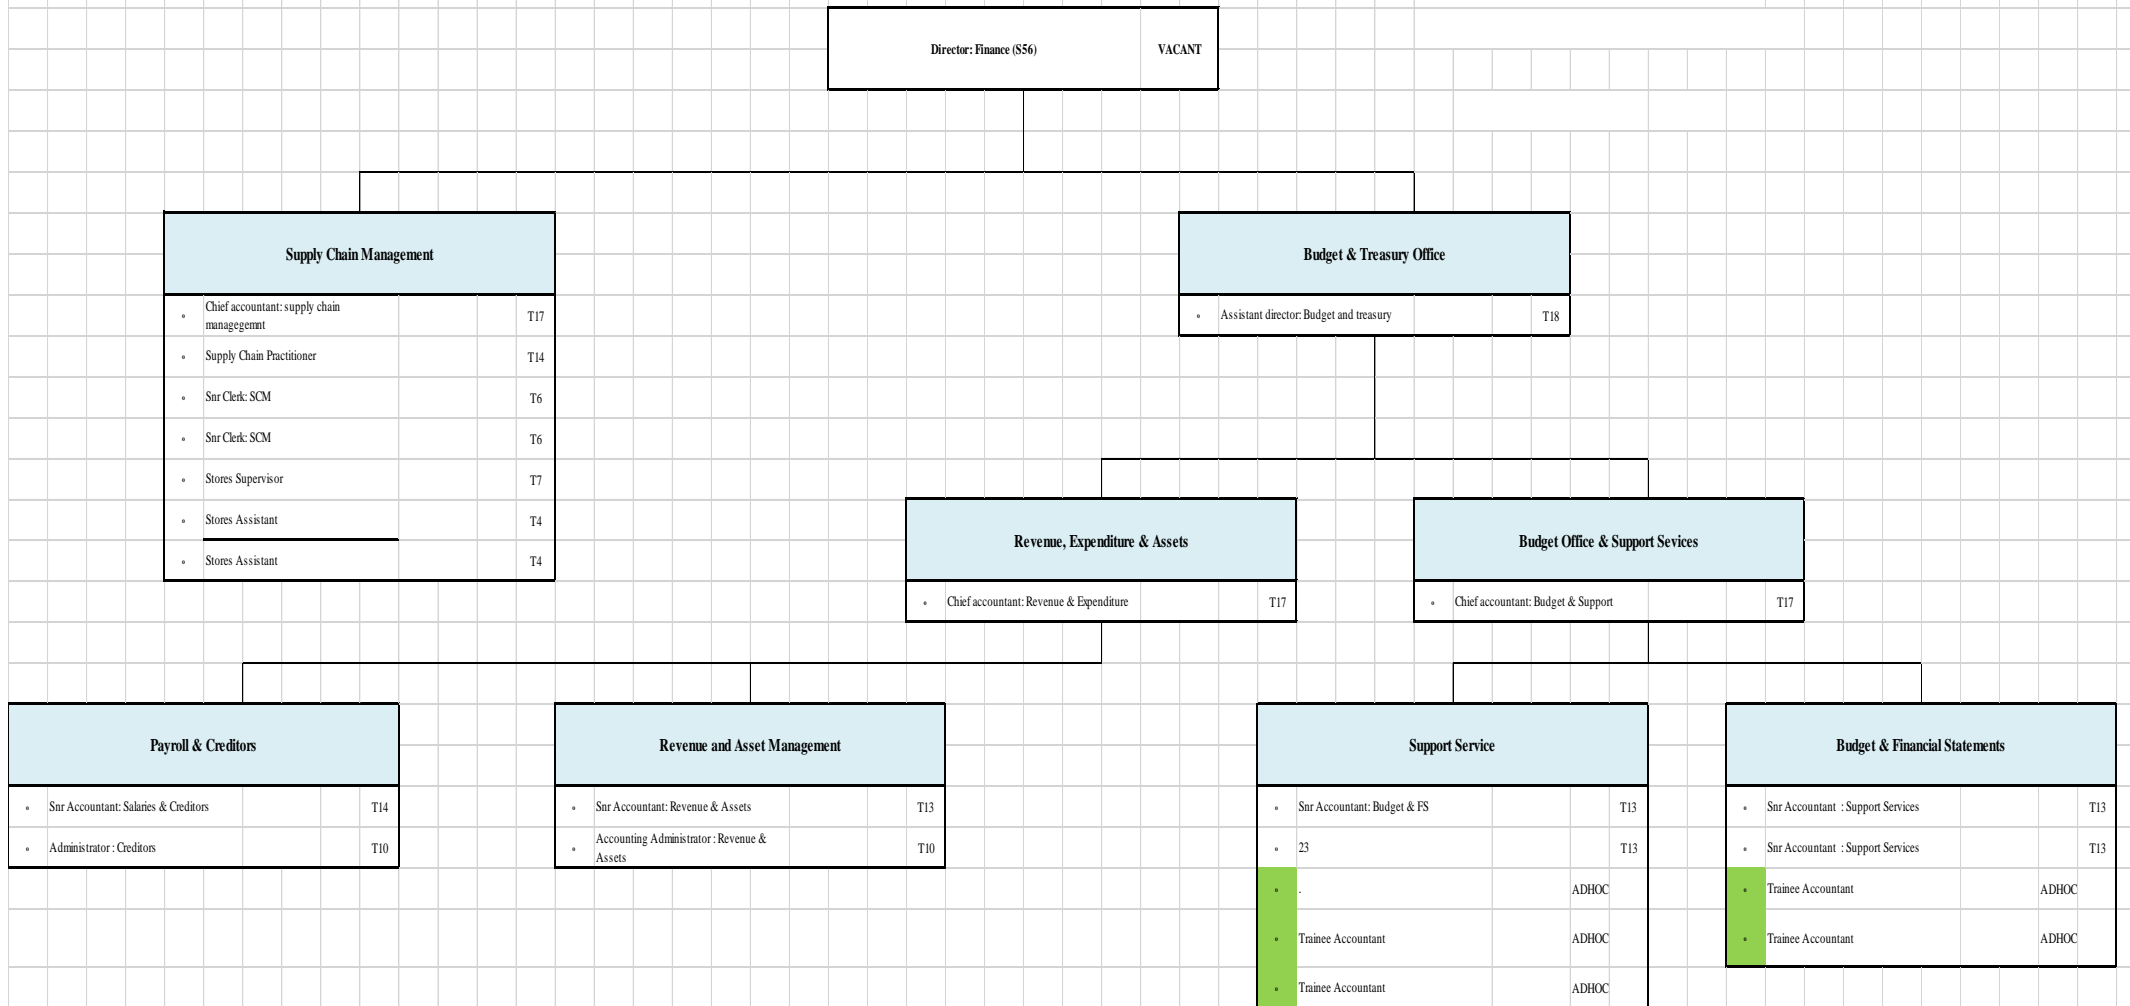 Director: Finance (S56) VACANT
Supply Chain Management
Chief accountant: supply chain
managegemnt T17
Supply Chain Practitioner T14
Snr Clerk: SCM T6
Snr Clerk: SCM T6
Stores Supervisor T7
Stores Assistant T4
Stores Assistant T4
Budget & Treasury Office
Assistant director: Budget and treasury T18
Revenue, Expenditure & Assets
Chief accountant: Revenue & Expenditure T17
Budget Office & Support Sevices
Chief accountant: Budget & Support T17
Payroll & Creditors
Snr Accountant: Salaries & Creditors T14
Administrator : Creditors T10
Revenue and Asset Management
Snr Accountant: Revenue & Assets T13
Accounting Administrator : Revenue &
Assets T10
Support Service
Snr Accountant: Budget & FS T13
23 T13
. ADHOC
Trainee Accountant ADHOC
Trainee Accountant ADHOC
Budget & Financial Statements
Snr Accountant : Support Services T13
Snr Accountant : Support Services T13
Trainee Accountant ADHOC
Trainee Accountant ADHOC